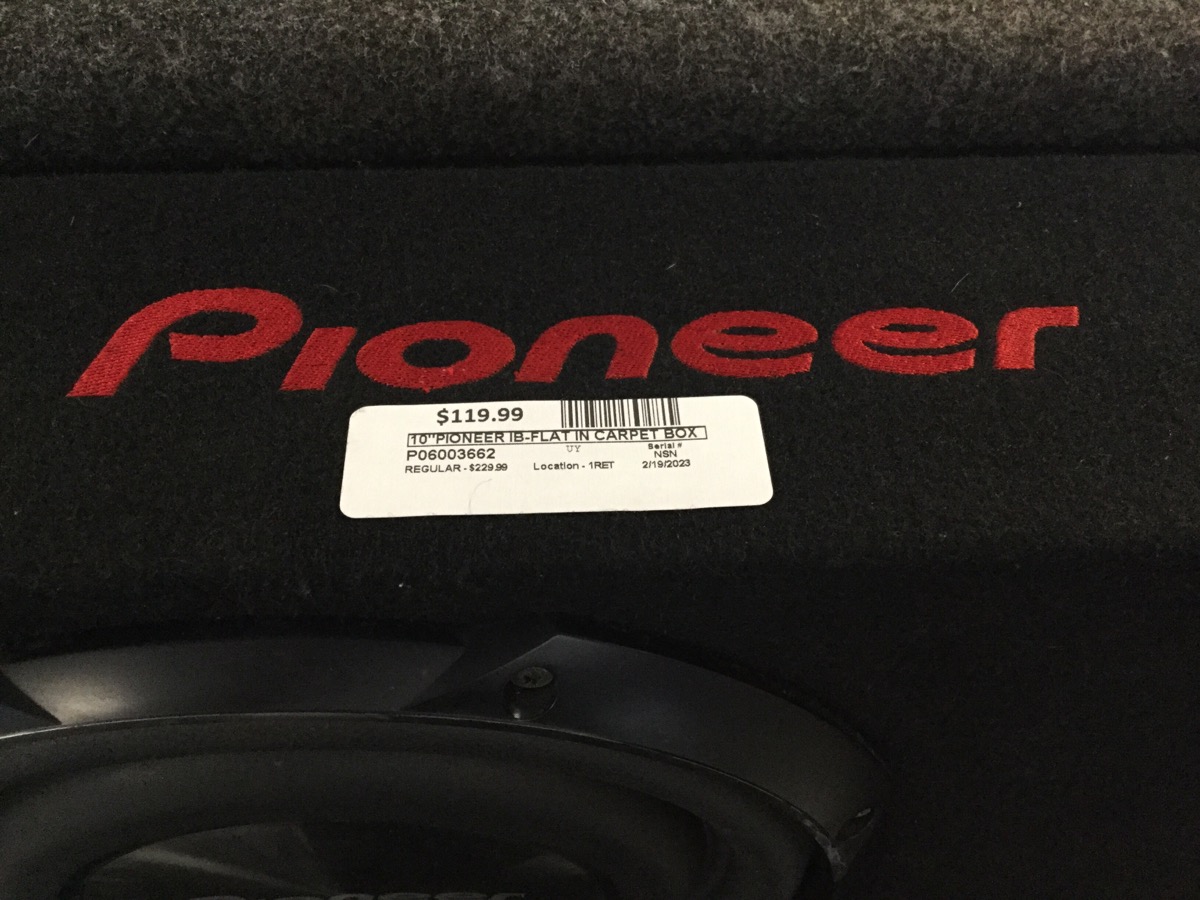 Pioneer
$119.99
10"PIONEER IB-FLAT IN CARPET BOX
P06003662 UY Serial # NSN
REGULAR - $229.99 Location - 1RET 2/19/2023